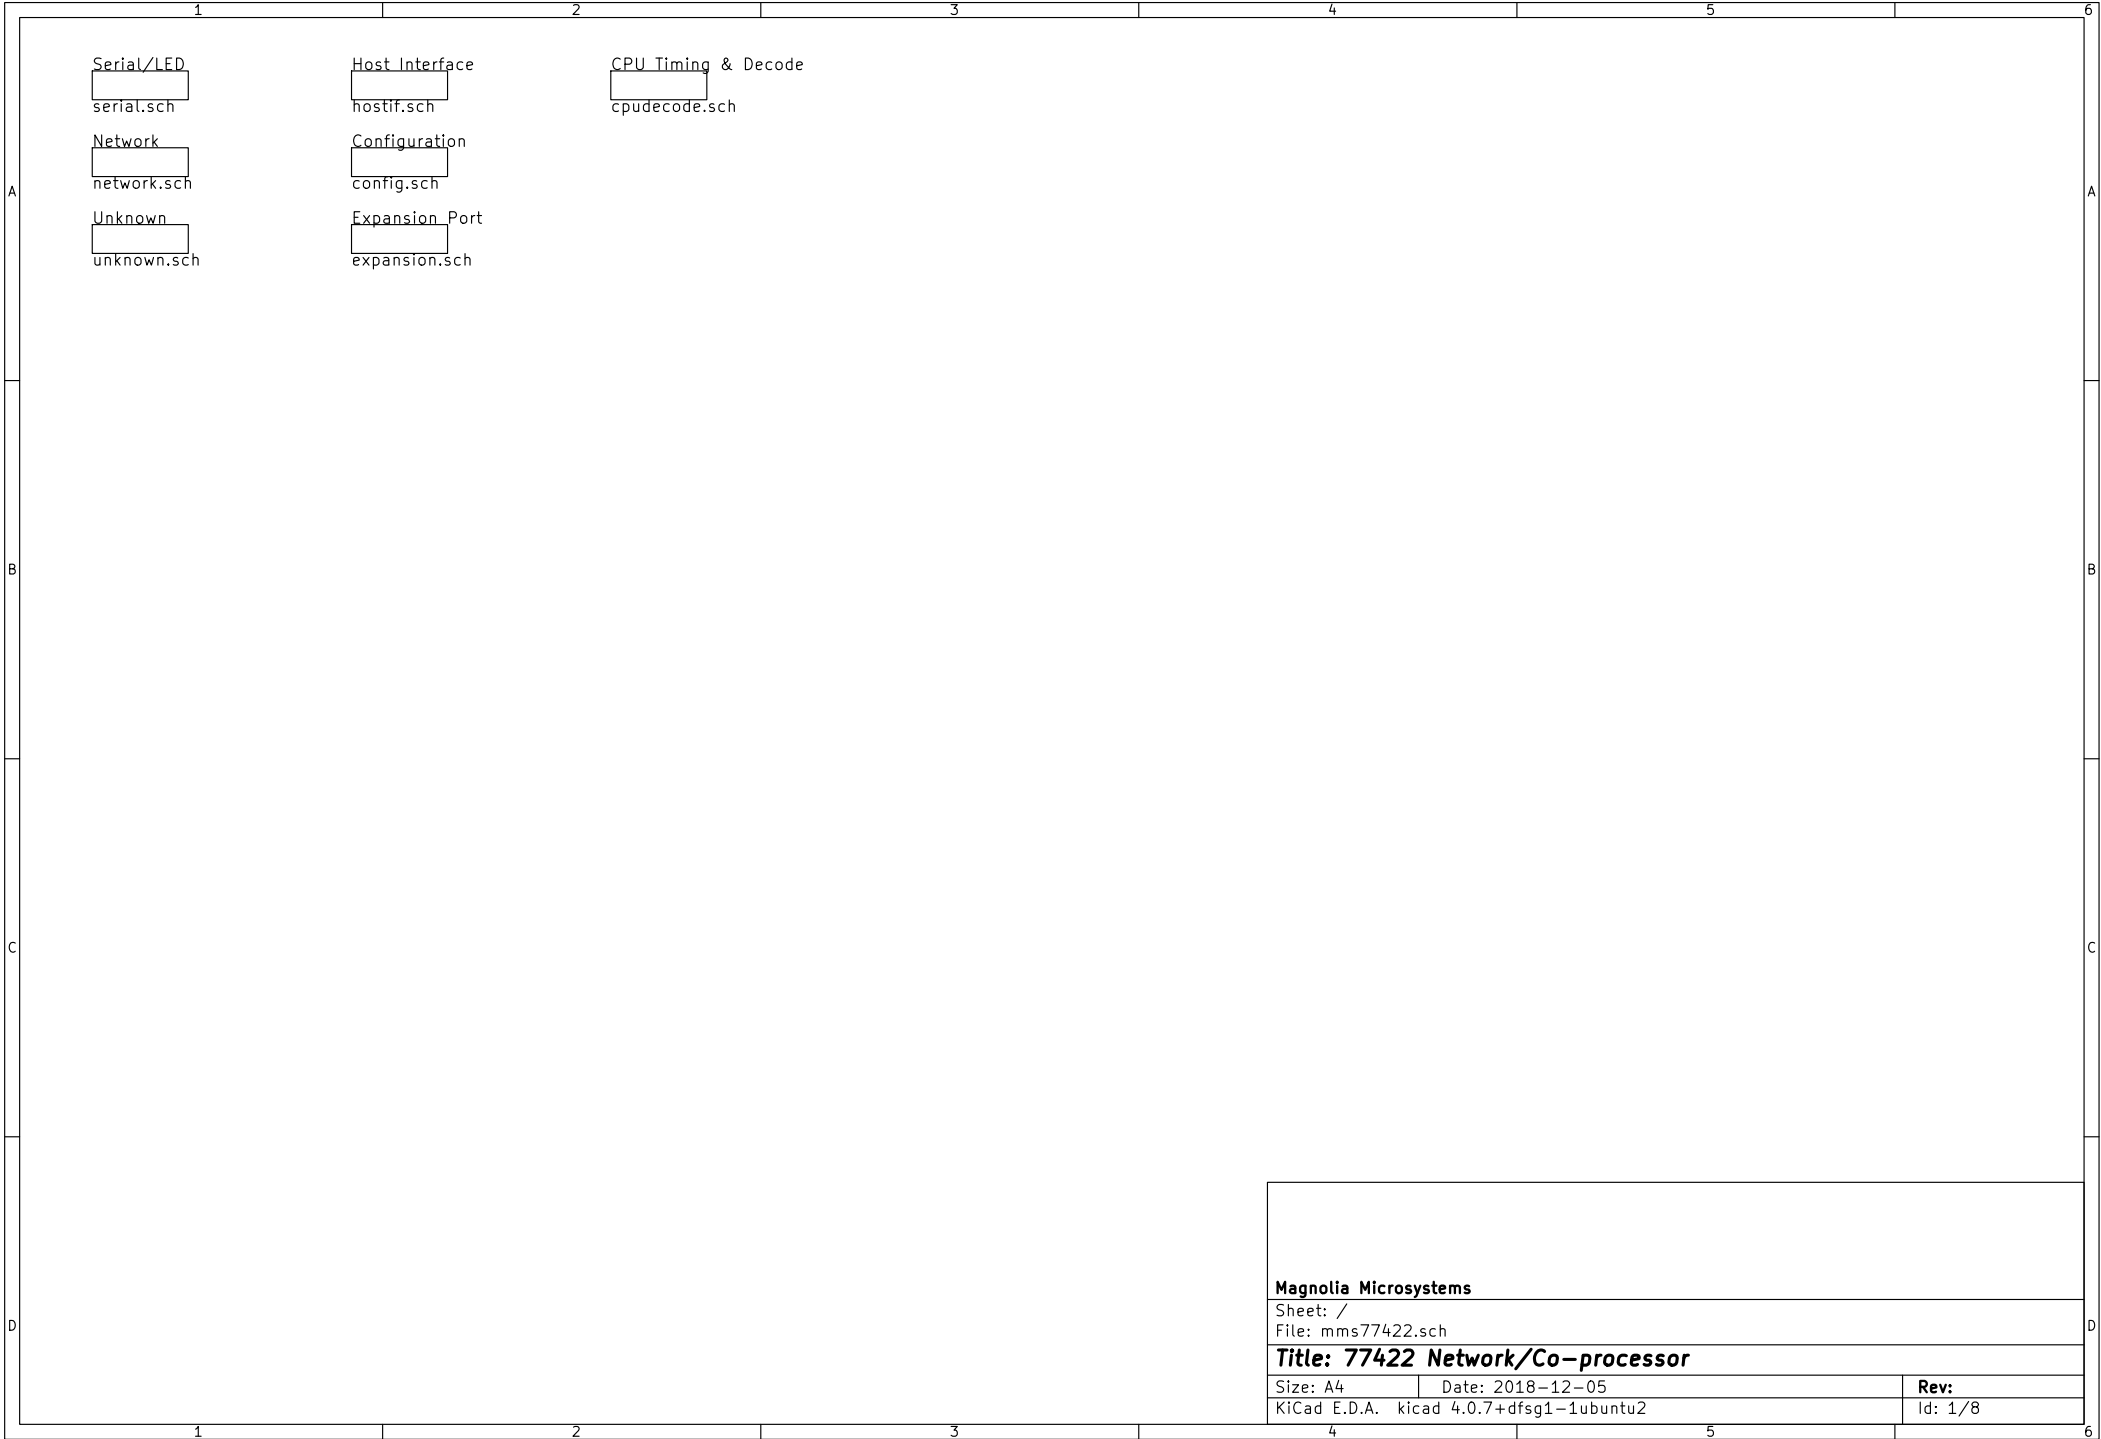 1 2 3 4 5 6
Serial/LED Host Interface CPU Timing & Decode
serial.sch hostif.sch cpudecode.sch
Network Configuration
network.sch config.sch
A A
Unknown Expansion Port
unknown.sch expansion.sch
B B
C C
Magnolia Microsystems
Sheet: /
D D
File: mms77422.sch
Title: 77422 Network/Co-processor
Size: A4 Date: 2018-12-05 Rev:
KiCad E.D.A. kicad 4.0.7+dfsg1-1ubuntu2 Id: 1/8
1 2 3 4 5 6